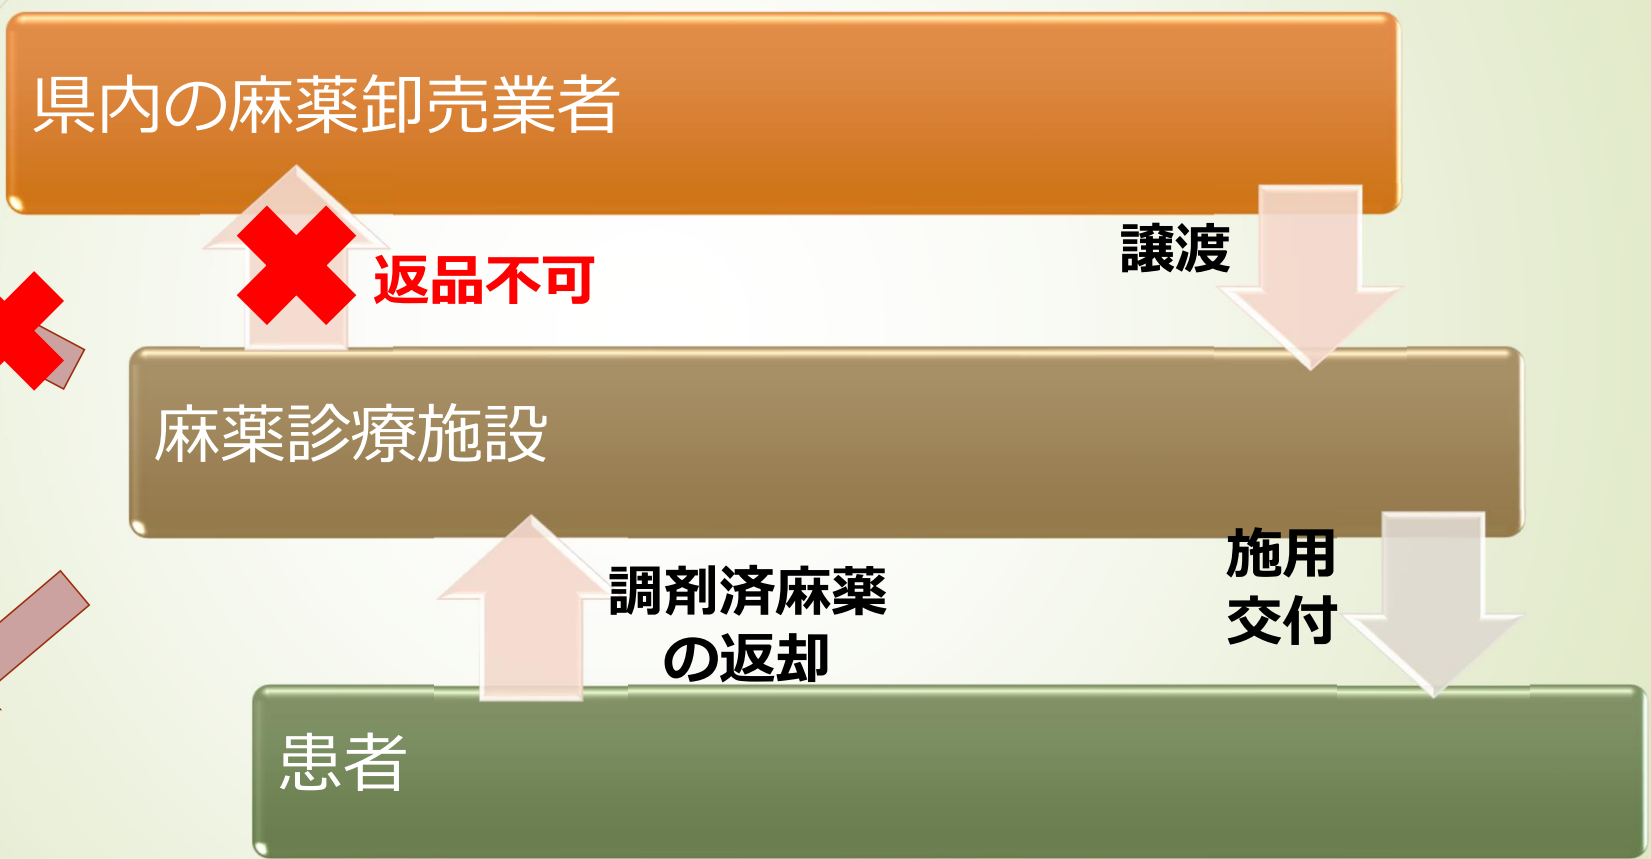 県内の麻薬卸売業者
譲渡
返品不可
麻薬診療施設
施用
交付
調剤済麻薬
の返却
患者